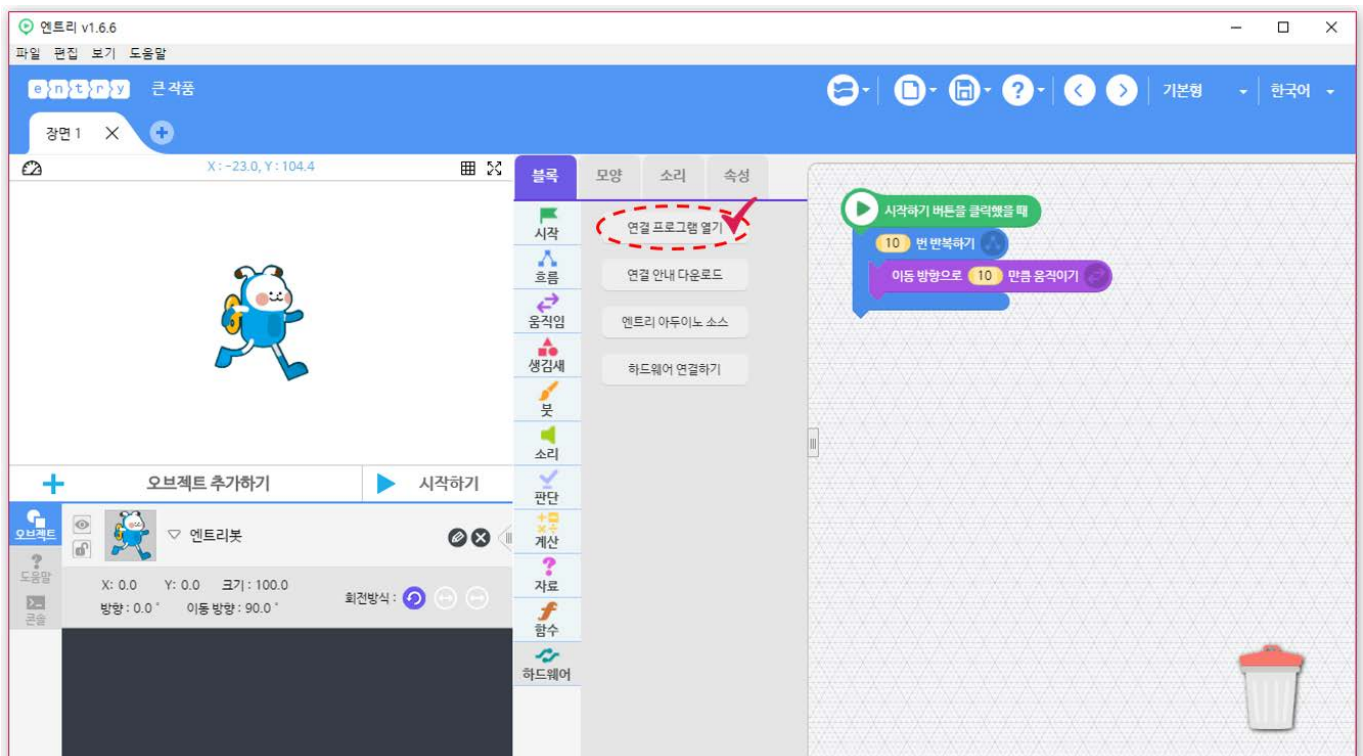 엔트리 v1.6.6
파일 편집 보기 도움말
entry 큰 작품
기본형 한국어
장면 1
X : -23.0, Y : 104.4
블록 모양 소리 속성
시작
흐름
움직임
생김새
붓
소리
판단
계산
자료
함수
하드웨어
연결 프로그램 열기
연결 안내 다운로드
엔트리 아두이노 소스
하드웨어 연결하기
시작하기 버튼을 클릭했을 때
10 번 반복하기
이동 방향으로 10 만큼 움직이기
오브젝트 추가하기 시작하기
오브젝트
도움말
콘솔
엔트리봇
X: 0.0 Y: 0.0 크기 : 100.0
방향 : 0.0 ˚ 이동 방향 : 90.0 ˚
회전방식 :